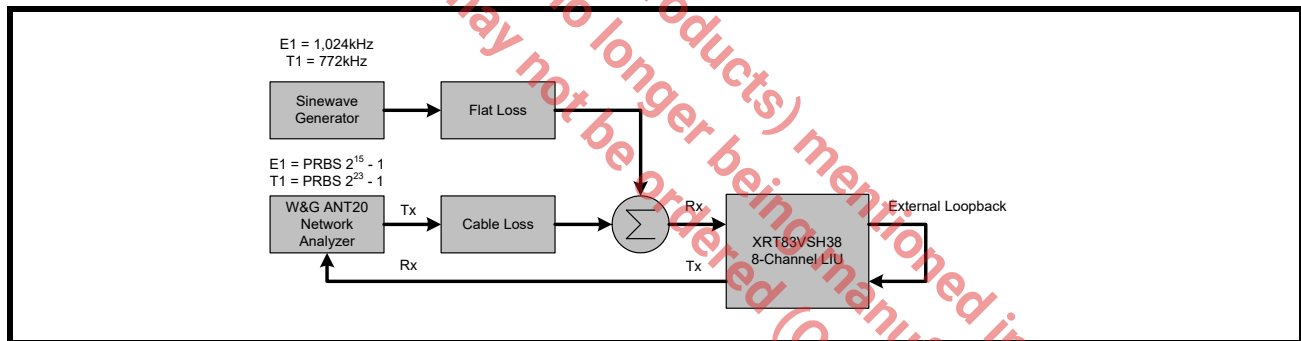 E1 = 1,024kHz
T1 = 772kHz
Sinewave
Generator
Flat Loss
E1 = PRBS 2^15 - 1
T1 = PRBS 2^23 - 1
W&G ANT20
Network
Analyzer
Tx
Cable Loss
Σ
Rx
XRT83VSH38
8-Channel LIU
External Loopback
Rx
Tx
oducts) mentioned in
no longer being manu
may not be ordered (O